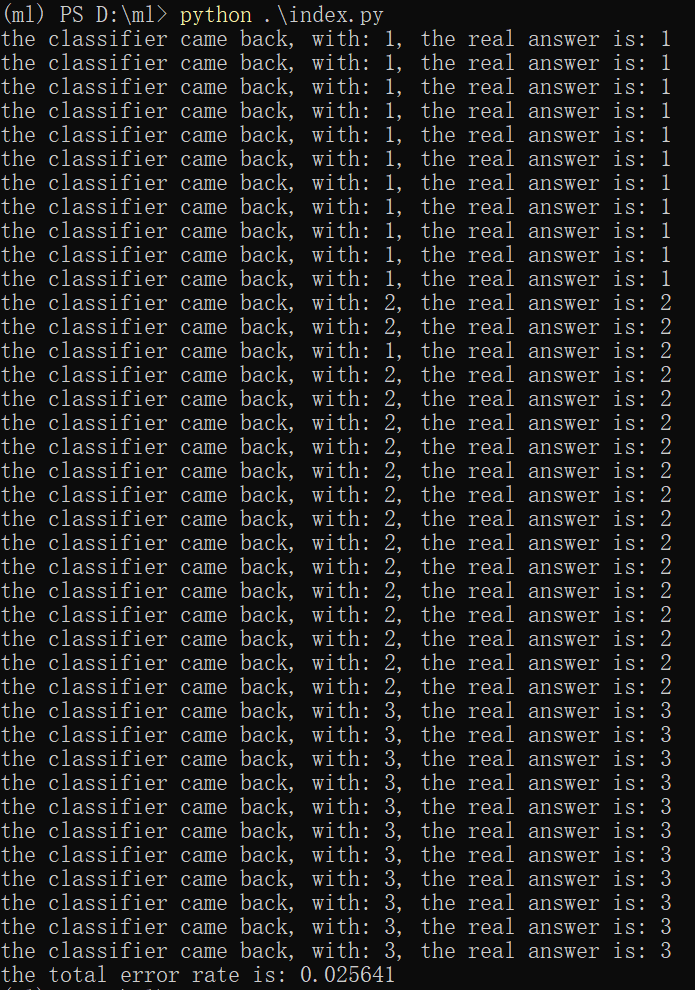 (ml) PS D:\ml> python .\index.py
the classifier came back, with: 1, the real answer is: 1
the classifier came back, with: 1, the real answer is: 1
the classifier came back, with: 1, the real answer is: 1
the classifier came back, with: 1, the real answer is: 1
the classifier came back, with: 1, the real answer is: 1
the classifier came back, with: 1, the real answer is: 1
the classifier came back, with: 1, the real answer is: 1
the classifier came back, with: 1, the real answer is: 1
the classifier came back, with: 1, the real answer is: 1
the classifier came back, with: 1, the real answer is: 1
the classifier came back, with: 1, the real answer is: 1
the classifier came back, with: 2, the real answer is: 2
the classifier came back, with: 2, the real answer is: 2
the classifier came back, with: 1, the real answer is: 2
the classifier came back, with: 2, the real answer is: 2
the classifier came back, with: 2, the real answer is: 2
the classifier came back, with: 2, the real answer is: 2
the classifier came back, with: 2, the real answer is: 2
the classifier came back, with: 2, the real answer is: 2
the classifier came back, with: 2, the real answer is: 2
the classifier came back, with: 2, the real answer is: 2
the classifier came back, with: 2, the real answer is: 2
the classifier came back, with: 2, the real answer is: 2
the classifier came back, with: 2, the real answer is: 2
the classifier came back, with: 2, the real answer is: 2
the classifier came back, with: 2, the real answer is: 2
the classifier came back, with: 2, the real answer is: 2
the classifier came back, with: 2, the real answer is: 2
the classifier came back, with: 3, the real answer is: 3
the classifier came back, with: 3, the real answer is: 3
the classifier came back, with: 3, the real answer is: 3
the classifier came back, with: 3, the real answer is: 3
the classifier came back, with: 3, the real answer is: 3
the classifier came back, with: 3, the real answer is: 3
the classifier came back, with: 3, the real answer is: 3
the classifier came back, with: 3, the real answer is: 3
the classifier came back, with: 3, the real answer is: 3
the classifier came back, with: 3, the real answer is: 3
the classifier came back, with: 3, the real answer is: 3
the total error rate is: 0.025641